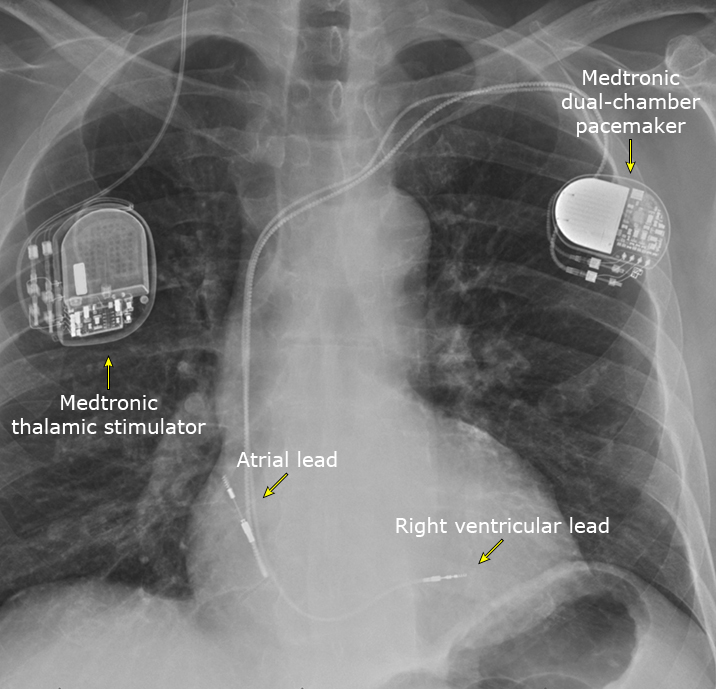 Medtronic
dual-chamber
pacemaker
Medtronic
thalamic stimulator
Atrial lead
Right ventricular lead